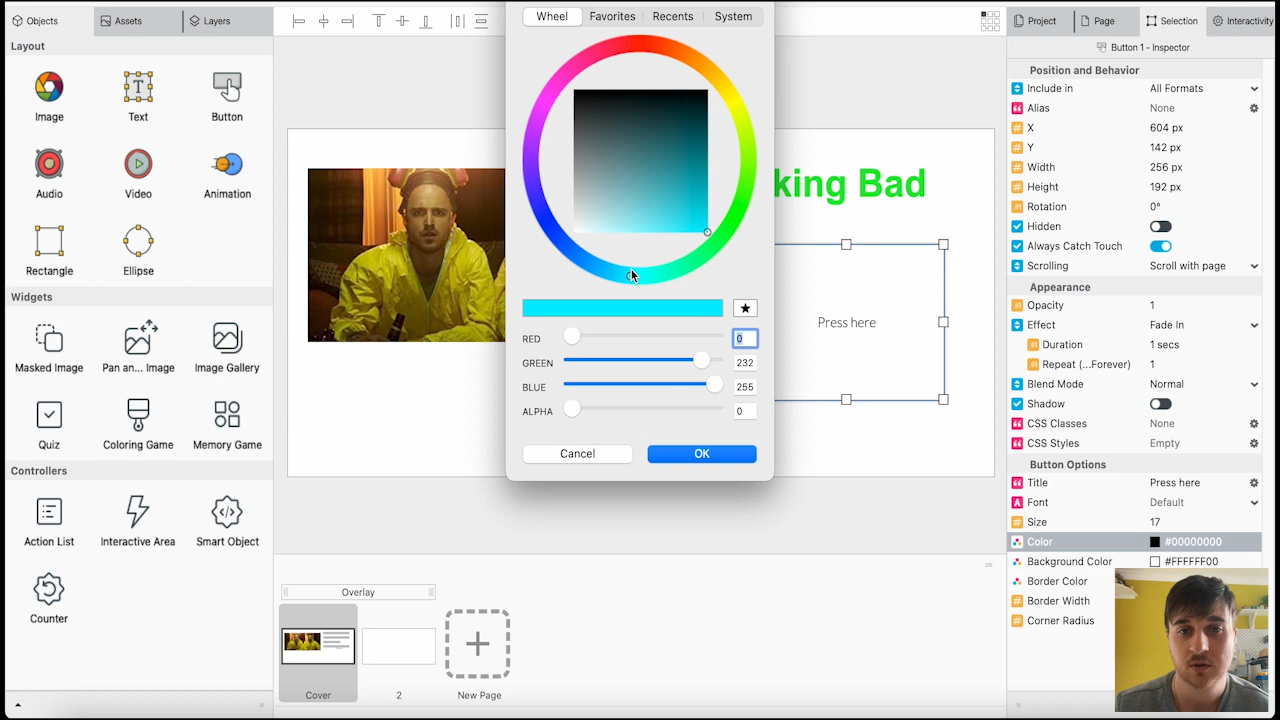 Objects
Assets
Layers
Layout
Image
Text
Button
Audio
Video
Animation
Rectangle
Ellipse
Widgets
Masked Image
Pan an... Image
Image Gallery
Quiz
Coloring Game
Memory Game
Controllers
Action List
Interactive Area
Smart Object
Counter
Wheel
Favorites
Recents
System
RED
0
GREEN
232
BLUE
255
ALPHA
0
Cancel
OK
king Bad
Press here
Overlay
Cover
2
New Page
Project
Page
Selection
Interactivity
Button 1 - Inspector
Position and Behavior
Include in All Formats
Alias None
X 604 px
Y 142 px
Width 256 px
Height 192 px
Rotation 0°
Hidden
Always Catch Touch
Scrolling Scroll with page
Appearance
Opacity 1
Effect Fade In
Duration 1 secs
Repeat (...Forever) 1
Blend Mode Normal
Shadow
CSS Classes None
CSS Styles Empty
Button Options
Title Press here
Font Default
Size 17
Color #00000000
Background Color #FFFFFF00
Border Color
Border Width
Corner Radius